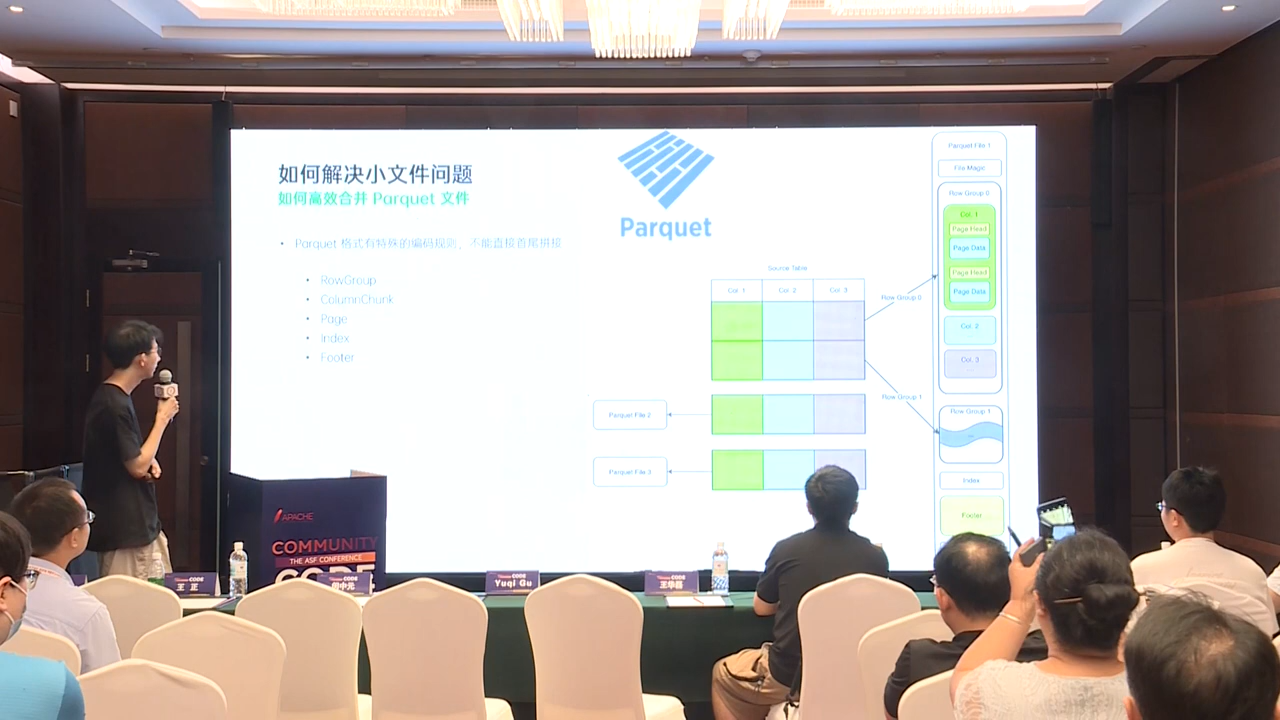 如何解决小文件问题
如何高效合并 Parquet 文件
• Parquet 格式有特殊的编码规则，不能直接首尾拼接
• RowGroup
• ColumnChunk
• Page
• Index
• Footer
Parquet
Source Table
Col. 1
Col. 2
Col. 3
Row Group 0
Row Group 1
Parquet File 2
Parquet File 3
Parquet File 1
File Magic
Row Group 0
Col. 1
Page Head
Page Data
Page Head
Page Data
Col. 2
Col. 3
Row Group 1
Index
Footer
APACHE
COMMUNITY
THE ASF CONFERENCE
CODE
CODE
王 正
CODE
CODE
Yuqi Gu
CODE